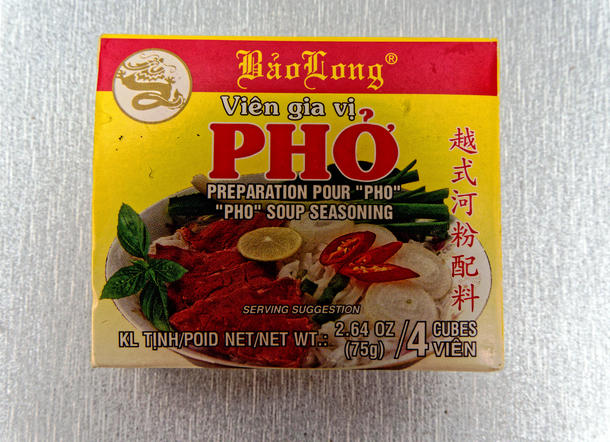 BảoLong®
Viên gia vị
PHỞ
PREPARATION POUR "PHO"
"PHO" SOUP SEASONING
越式河粉配料
SERVING SUGGESTION
KL TỊNH/POID NET/NET WT.: 2.64 OZ (75g) /4 CUBES VIÊN